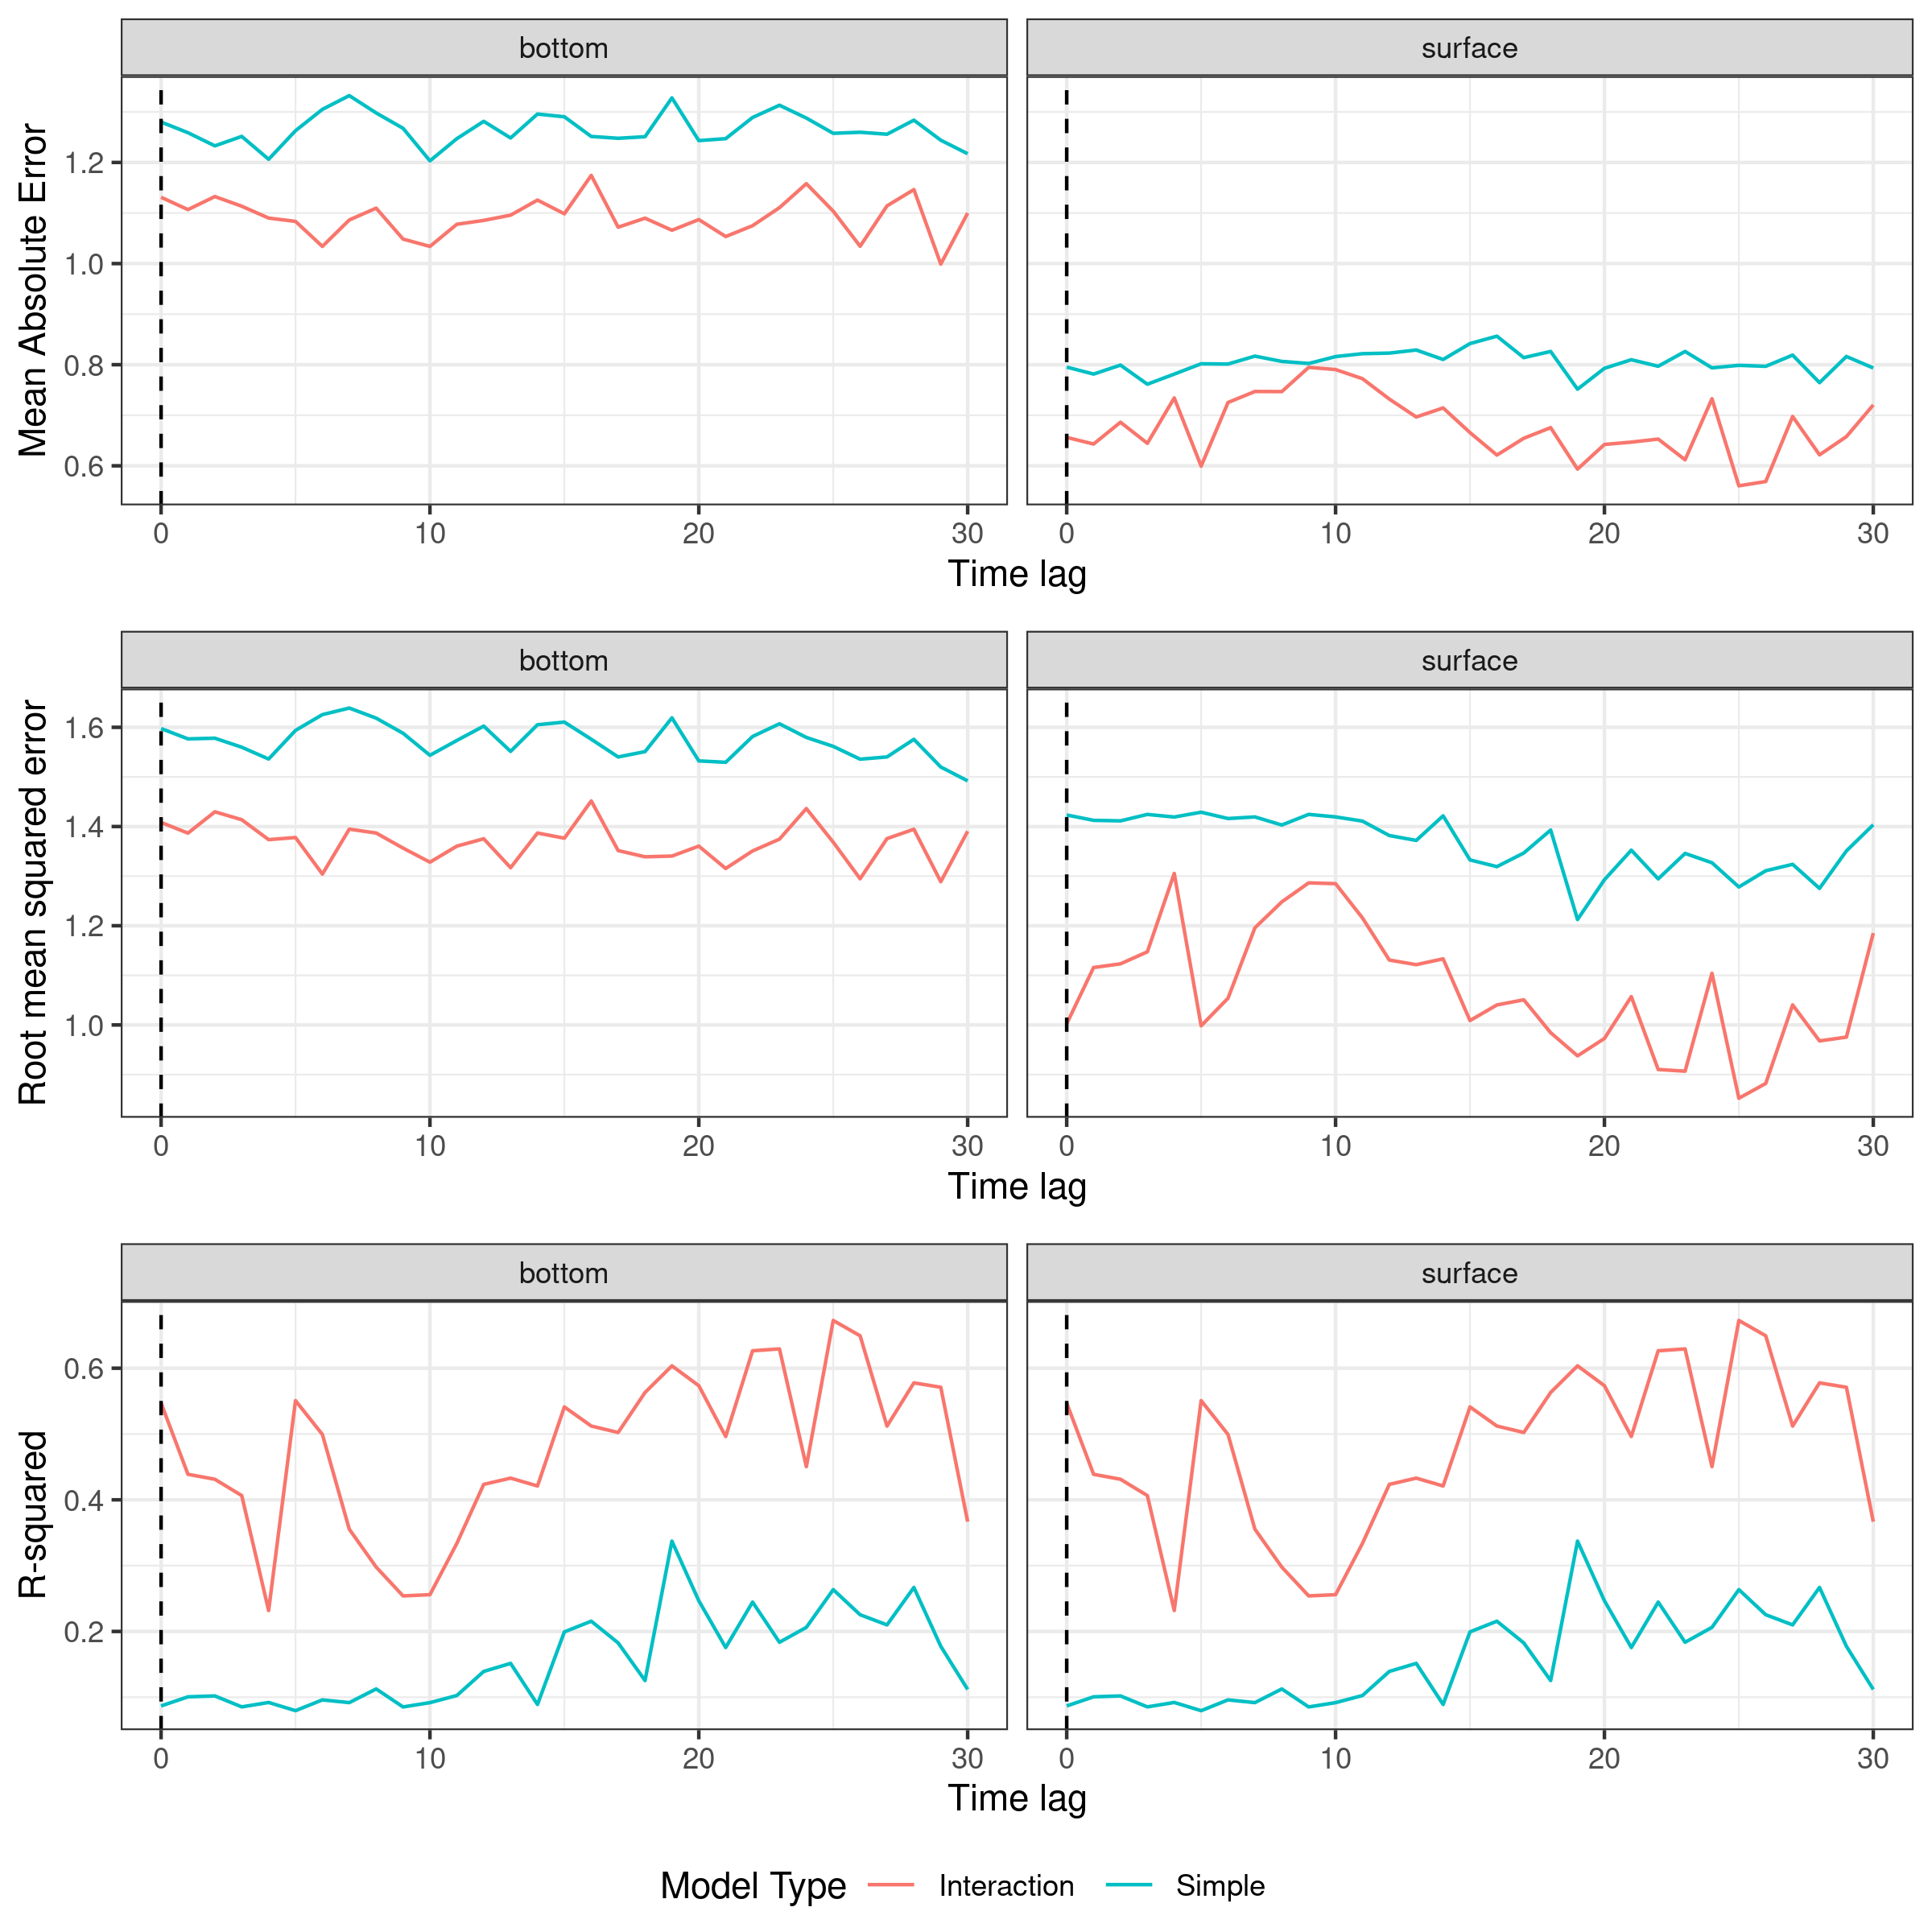 bottom surface
Mean Absolute Error
1.2
1.0
0.8
0.6
0 10 20 30 0 10 20 30
Time lag
bottom surface
Root mean squared error
1.6
1.4
1.2
1.0
0 10 20 30 0 10 20 30
Time lag
bottom surface
R-squared
0.6
0.4
0.2
0 10 20 30 0 10 20 30
Time lag
Model Type Interaction Simple